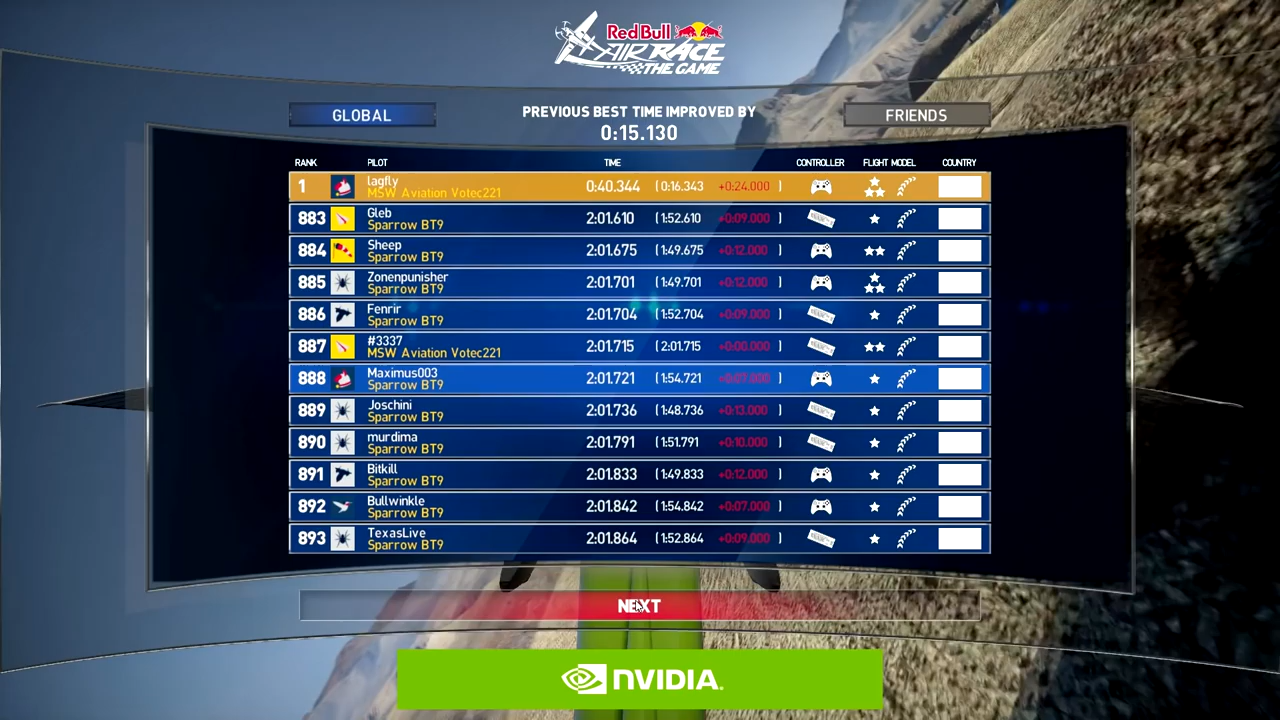 Red Bull
AIR RACE
THE GAME
GLOBAL
PREVIOUS BEST TIME IMPROVED BY
0:15.130
FRIENDS
RANK PILOT TIME CONTROLLER FLIGHT MODEL COUNTRY
1 lagfly MSW Aviation Votec221 0:40.344 (0:16.343 +0:24.000 )
883 Gleb Sparrow BT9 2:01.610 (1:52.610 +0:09.000 )
884 Sheep Sparrow BT9 2:01.675 (1:49.675 +0:12.000 )
885 Zonenpunisher Sparrow BT9 2:01.701 (1:49.701 +0:12.000 )
886 Fenrir Sparrow BT9 2:01.704 (1:52.704 +0:09.000 )
887 #3337 MSW Aviation Votec221 2:01.715 (2:01.715 +0:00.000 )
888 Maximus003 Sparrow BT9 2:01.721 (1:54.721 +0:07.000 )
889 Joschini Sparrow BT9 2:01.736 (1:48.736 +0:13.000 )
890 murdima Sparrow BT9 2:01.791 (1:51.791 +0:10.000 )
891 Bitkill Sparrow BT9 2:01.833 (1:49.833 +0:12.000 )
892 Bullwinkle Sparrow BT9 2:01.842 (1:54.842 +0:07.000 )
893 TexasLive Sparrow BT9 2:01.864 (1:52.864 +0:09.000 )
NEXT
NVIDIA.